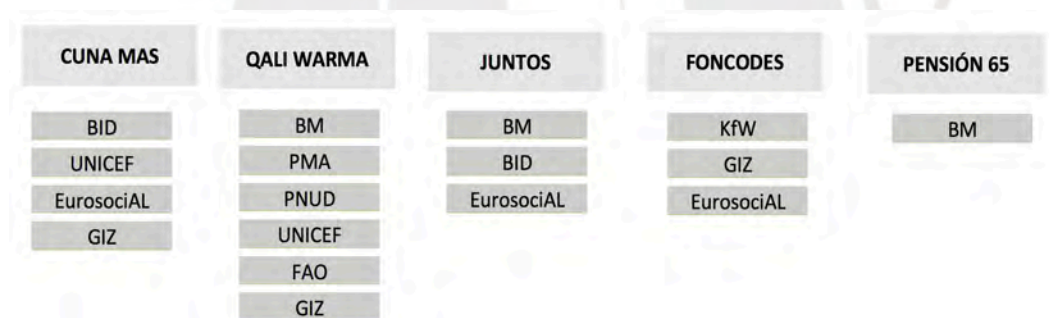 CUNA MAS
BID
UNICEF
EurosociAL
GIZ
QALI WARMA
BM
PMA
PNUD
UNICEF
FAO
GIZ
JUNTOS
BM
BID
EurosociAL
FONCODES
KfW
GIZ
EurosociAL
PENSIÓN 65
BM